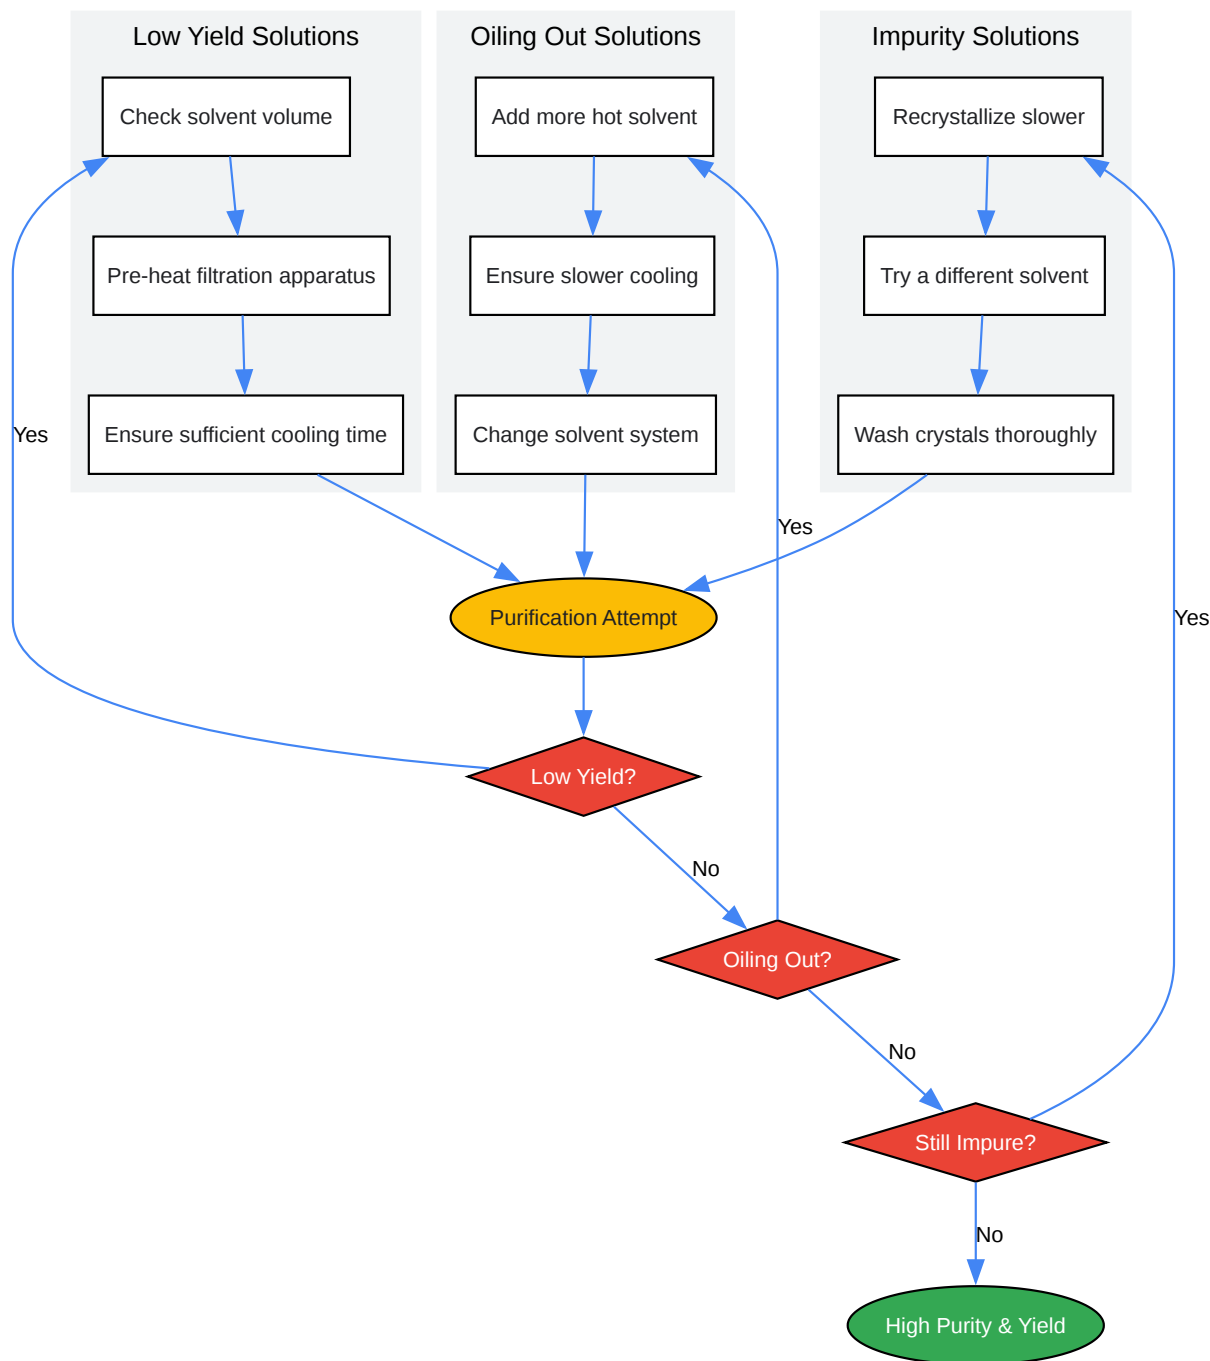 Low Yield Solutions
Oiling Out Solutions
Impurity Solutions
Check solvent volume
Add more hot solvent
Recrystallize slower
Pre-heat filtration apparatus
Ensure slower cooling
Try a different solvent
Yes
Ensure sufficient cooling time
Change solvent system
Wash crystals thoroughly
Yes
Purification Attempt
Yes
Low Yield?
No
Oiling Out?
No
Still Impure?
No
High Purity & Yield